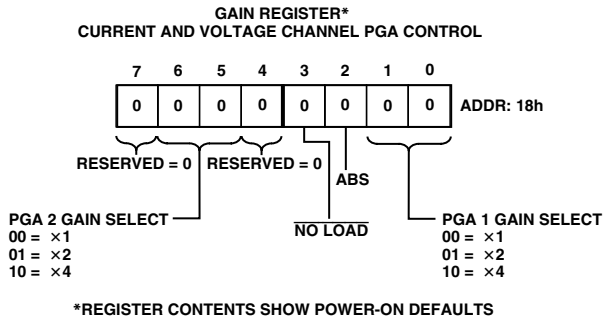 GAIN REGISTER*
CURRENT AND VOLTAGE CHANNEL PGA CONTROL
7 6 5 4 3 2 1 0
0 0 0 0 0 0 0 0 ADDR: 18h
RESERVED = 0 RESERVED = 0
ABS
NO LOAD
PGA 2 GAIN SELECT
00 = ×1
01 = ×2
10 = ×4
PGA 1 GAIN SELECT
00 = ×1
01 = ×2
10 = ×4
*REGISTER CONTENTS SHOW POWER-ON DEFAULTS